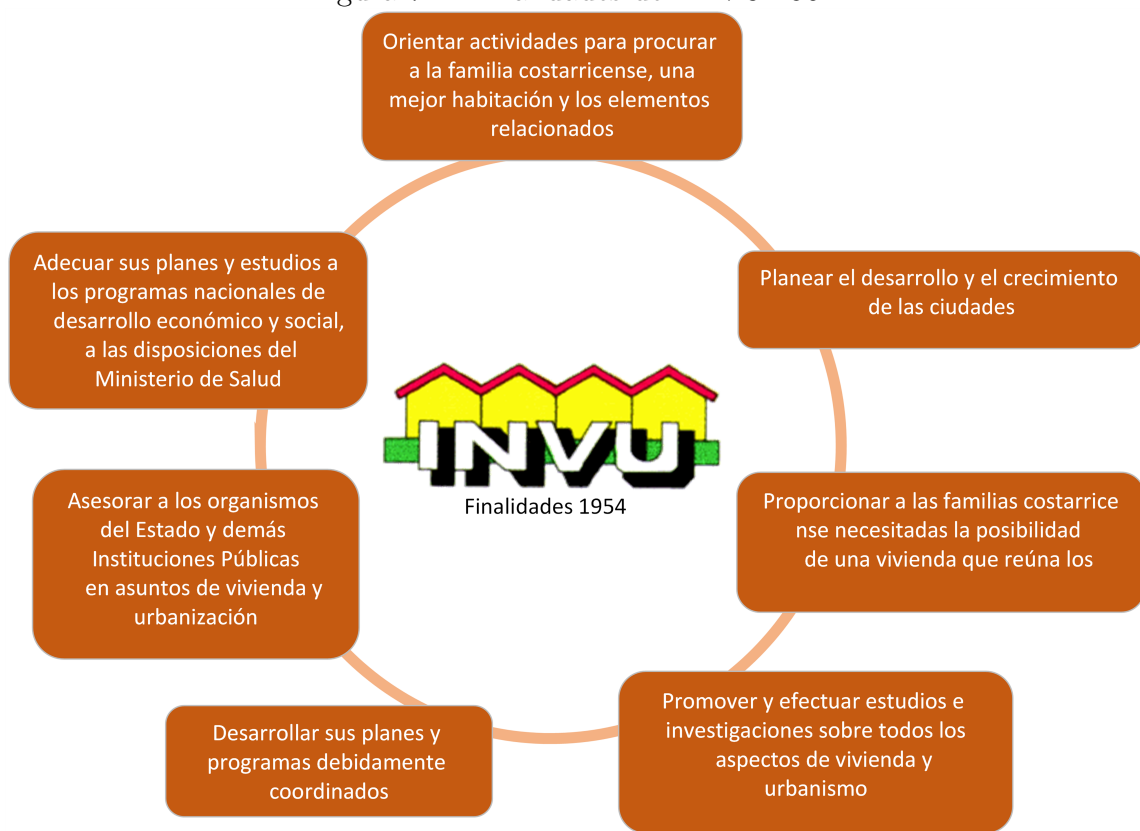 Orientar actividades para procurar
a la familia costarricense, una
mejor habitación y los elementos
relacionados
Planear el desarrollo y el crecimiento
de las ciudades
Proporcionar a las familias costarrice
nse necesitadas la posibilidad
de una vivienda que reúna los
Promover y efectuar estudios e
investigaciones sobre todos los
aspectos de vivienda y
urbanismo
Desarrollar sus planes y
programas debidamente
coordinados
Asesorar a los organismos
del Estado y demás
Instituciones Públicas
en asuntos de vivienda y
urbanización
Adecuar sus planes y estudios a
los programas nacionales de
desarrollo económico y social,
a las disposiciones del
Ministerio de Salud
INVU
Finalidades 1954